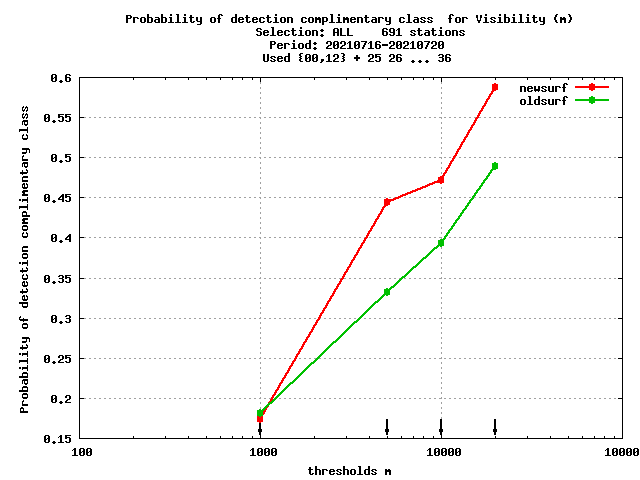 Probability of detection complimentary class  for Visibility (m)
Selection: ALL    691 stations
Period: 20210716-20210720
Used {00,12} + 25 26 ... 36
newsurf
oldsurf
Probability of detection complimentary class
0.6
0.55
0.5
0.45
0.4
0.35
0.3
0.25
0.2
0.15
100
1000
10000
10000
thresholds m